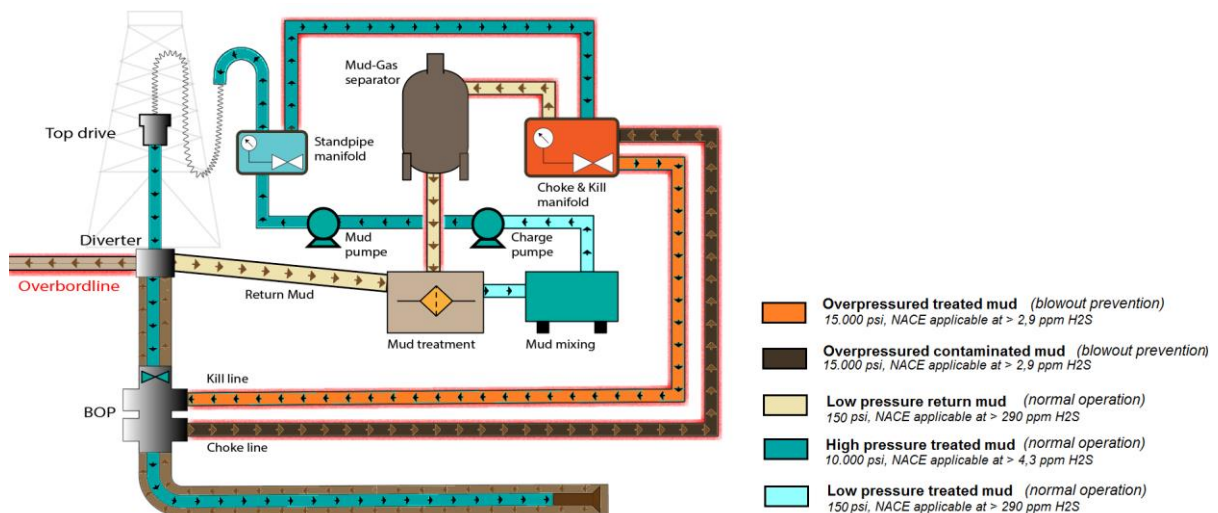 Mud-Gas
separator
Top drive
Standpipe
manifold
Choke & Kill
manifold
Diverter
Mud
pumpe
Charge
pumpe
Overbordline
Return Mud
Mud treatment
Mud mixing
Kill line
BOP
Choke line
Overpressured treated mud (blowout prevention)
15.000 psi, NACE applicable at > 2,9 ppm H2S
Overpressured contaminated mud (blowout prevention)
15.000 psi, NACE applicable at > 2,9 ppm H2S
Low pressure return mud (normal operation)
150 psi, NACE applicable at > 290 ppm H2S
High pressure treated mud (normal operation)
10.000 psi, NACE applicable at > 4,3 ppm H2S
Low pressure treated mud (normal operation)
150 psi, NACE applicable at > 290 ppm H2S